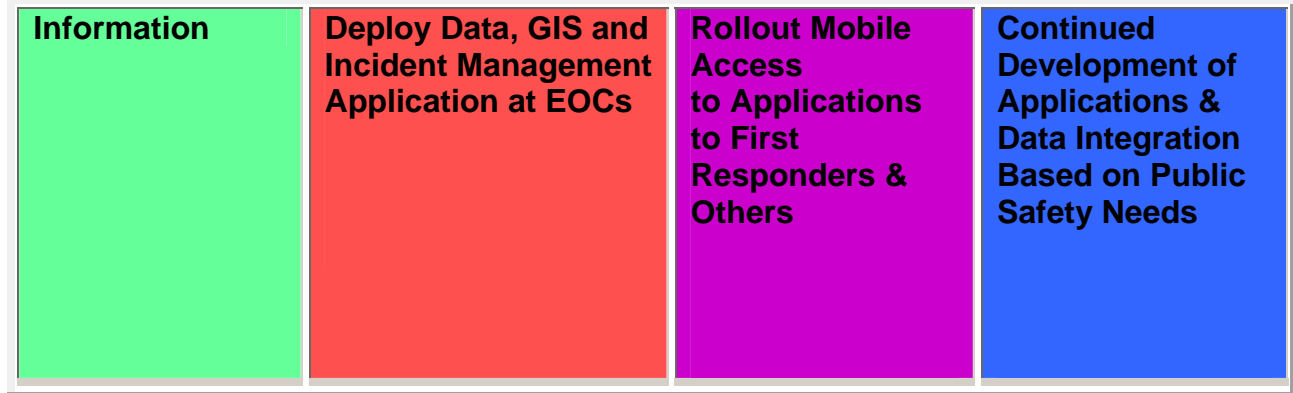 Information
Deploy Data, GIS and
Incident Management
Application at EOCs
Rollout Mobile
Access
to Applications
to First
Responders &
Others
Continued
Development of
Applications &
Data Integration
Based on Public
Safety Needs